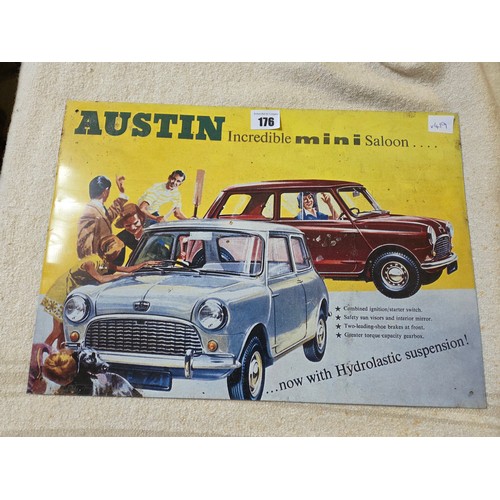 176
AUSTIN Incredible mini Saloon . . . .
★ Combined ignition/starter switch.
★ Safety sun visors and interior mirror.
★ Two-leading-shoe brakes at front.
★ Greater torque capacity gearbox.
...now with Hydrolastic suspension!